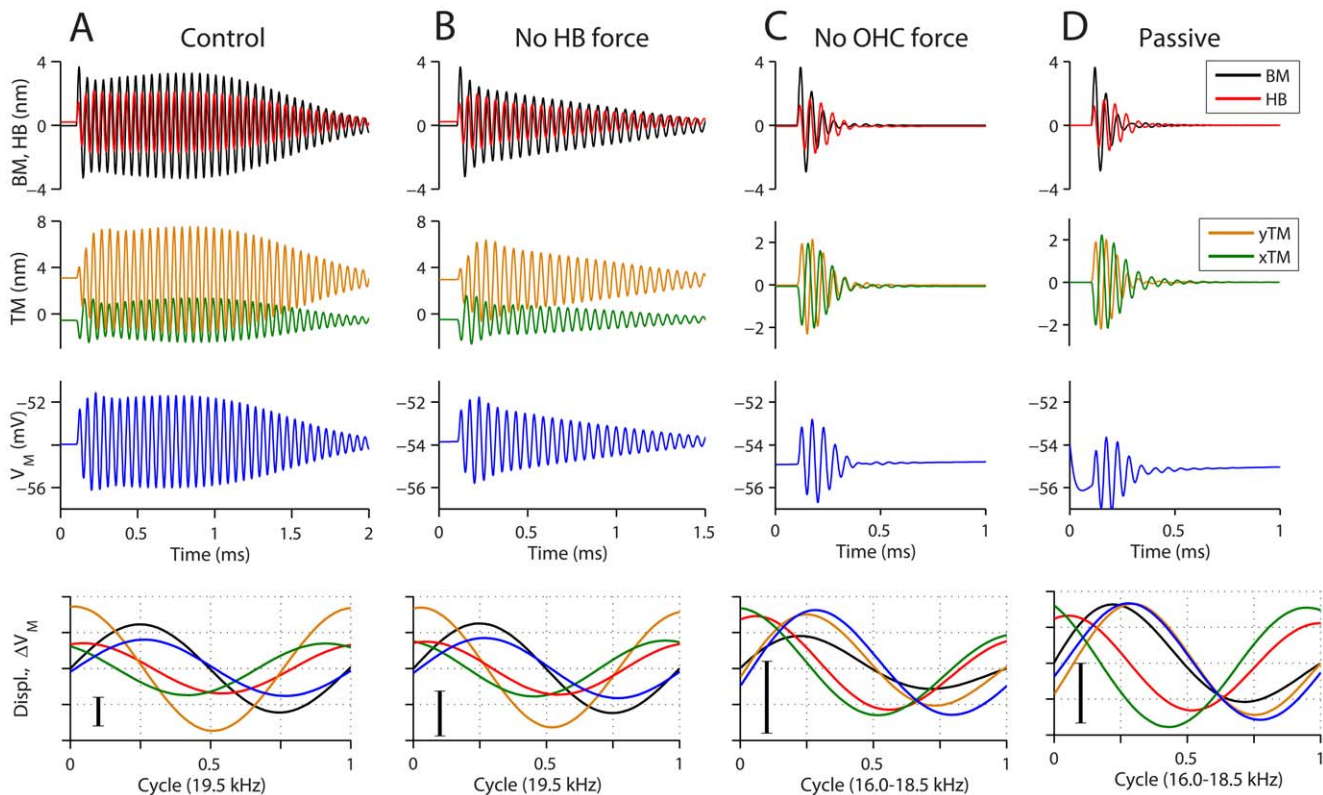 A Control
B No HB force
C No OHC force
D Passive
BM, HB (nm)
4
0
−4
4
0
−4
4
0
−4
4
0
−4
BM
HB
TM (nm)
8
4
0
8
4
0
2
0
−2
2
0
−2
yTM
xTM
V_M (mV)
−52
−54
−56
−52
−54
−56
−52
−54
−56
−52
−54
−56
0 0.5 1 1.5 2
0 0.5 1 1.5
0 0.5 1
0 0.5 1
Time (ms)
Time (ms)
Time (ms)
Time (ms)
Displ., ΔV_M
0 0.5 1
0 0.5 1
0 0.5 1
0 0.5 1
Cycle (19.5 kHz)
Cycle (19.5 kHz)
Cycle (16.0-18.5 kHz)
Cycle (16.0-18.5 kHz)